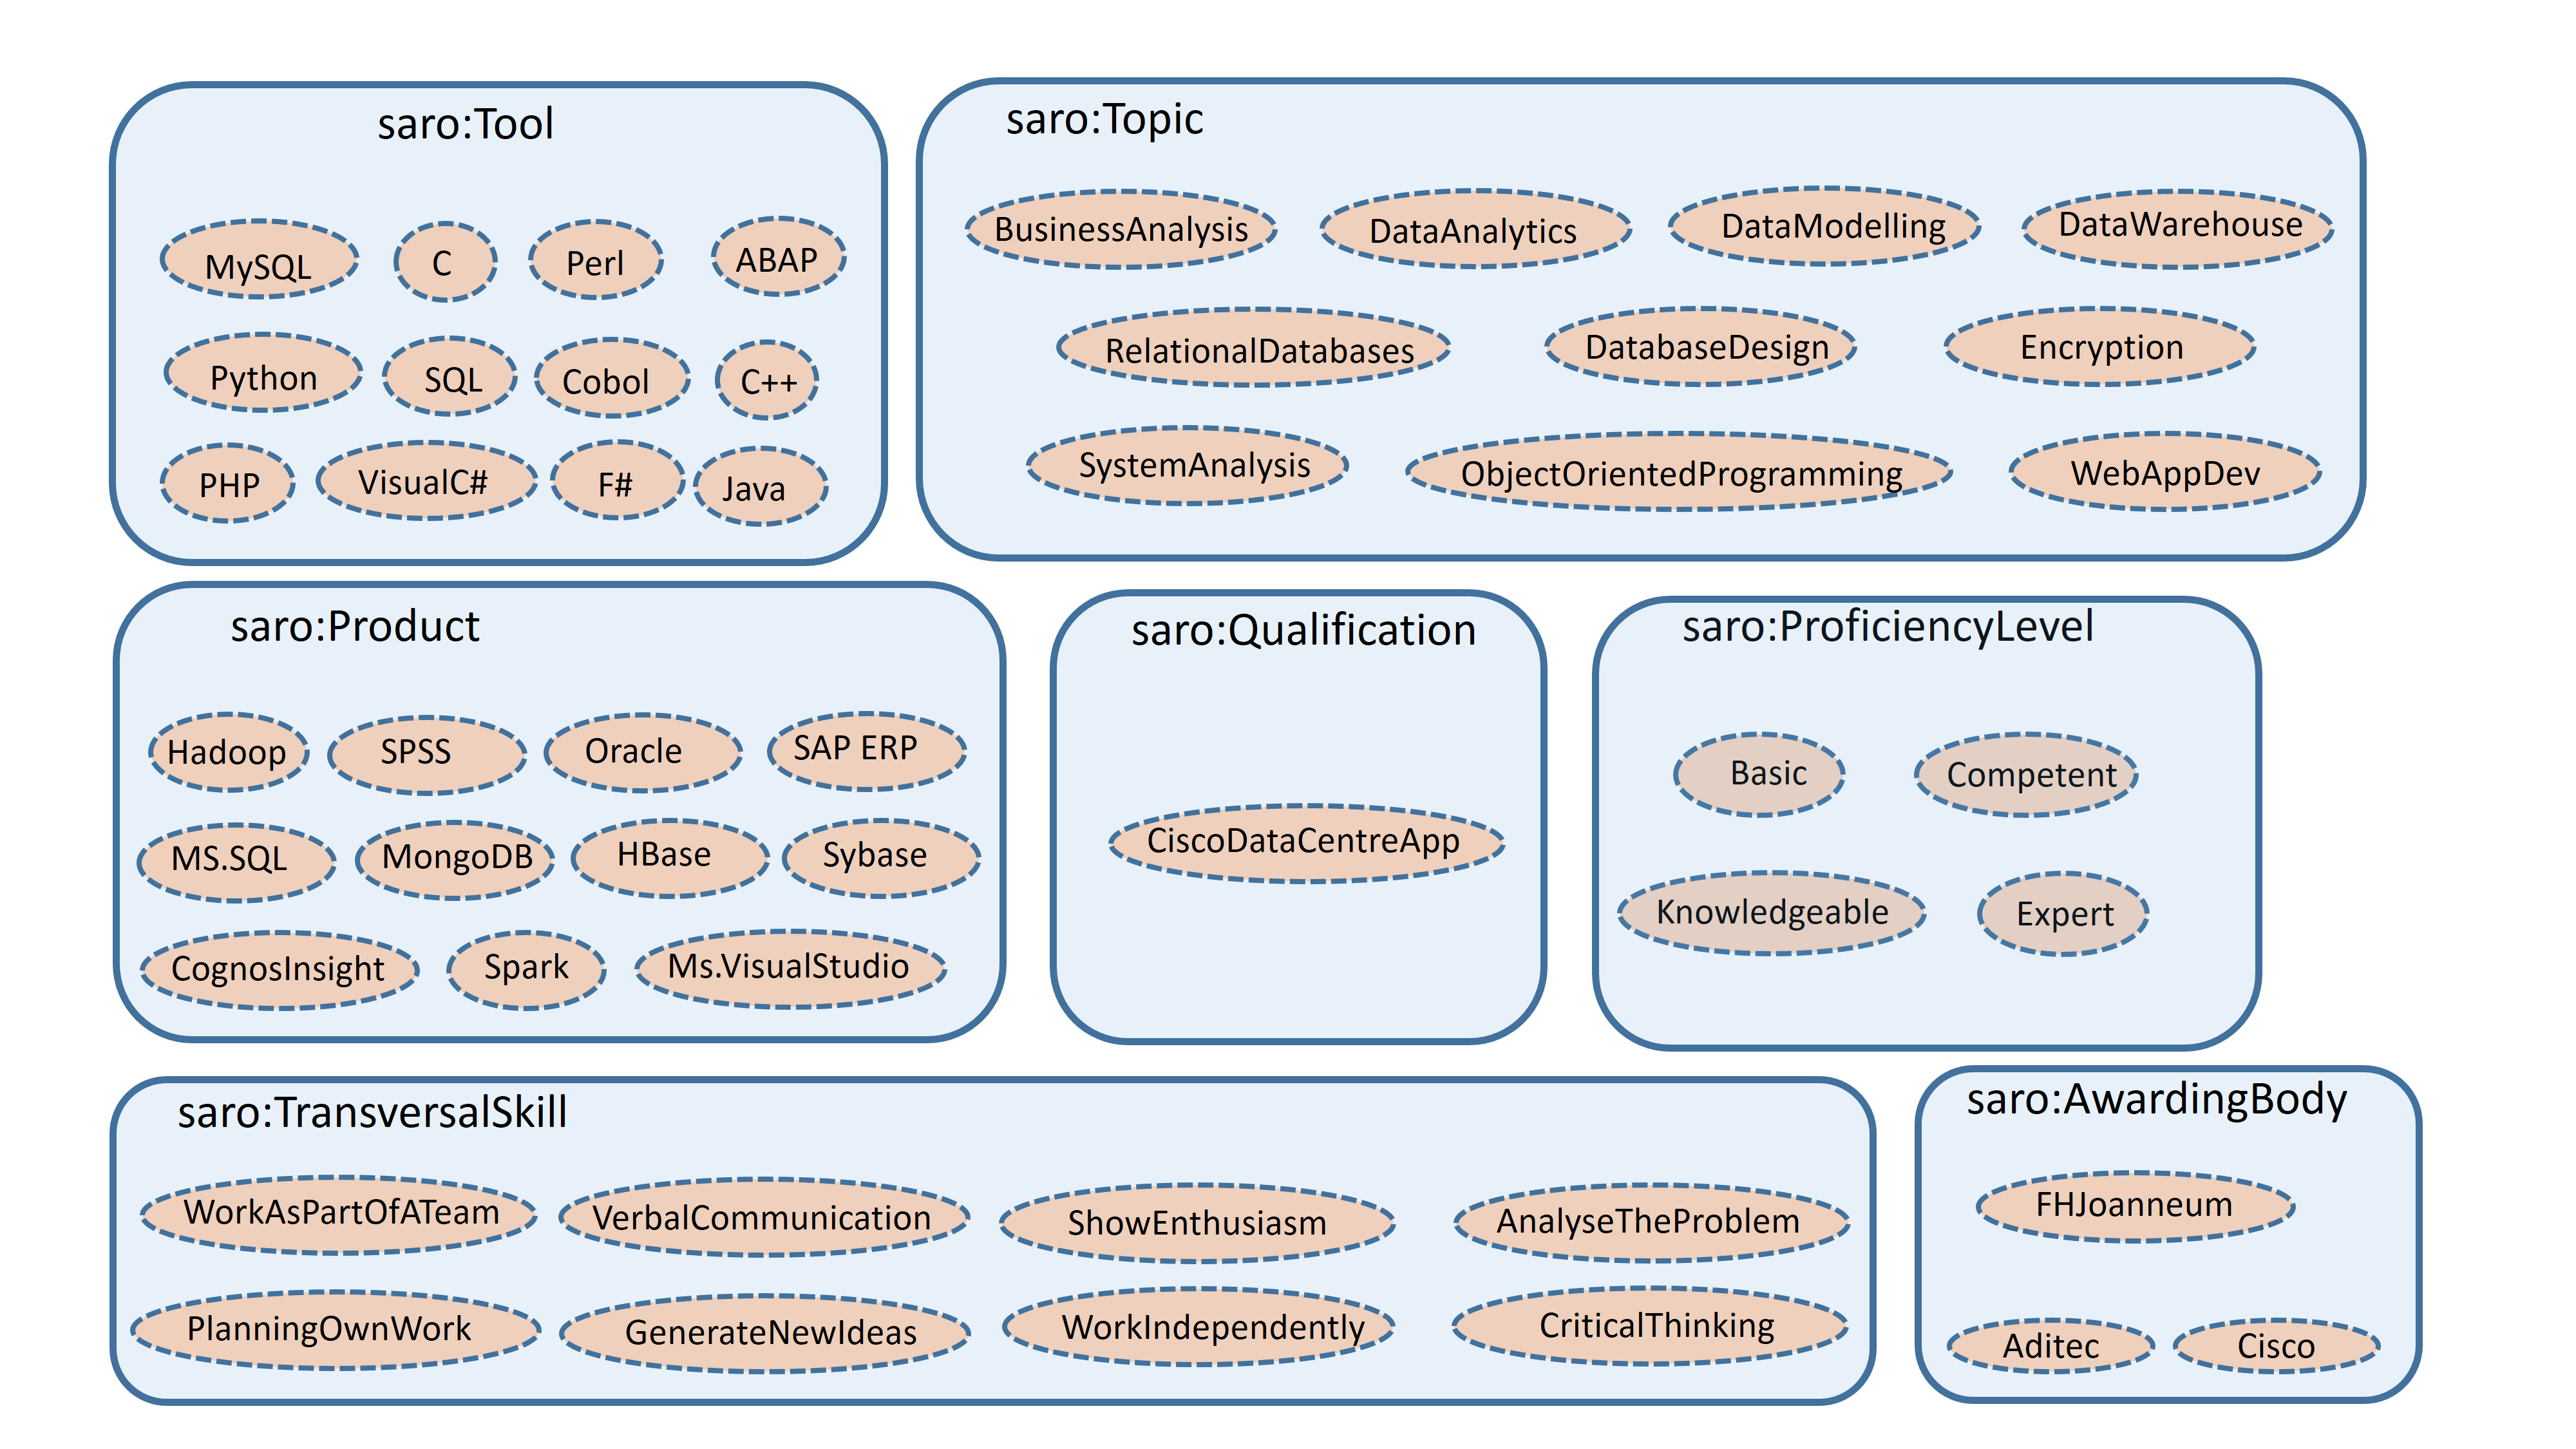 saro:Tool
MySQL
C
Perl
ABAP
Python
SQL
Cobol
C++
PHP
VisualC#
F#
Java
saro:Topic
BusinessAnalysis
DataAnalytics
DataModelling
DataWarehouse
RelationalDatabases
DatabaseDesign
Encryption
SystemAnalysis
ObjectOrientedProgramming
WebAppDev
saro:Product
Hadoop
SPSS
Oracle
SAP ERP
MS.SQL
MongoDB
HBase
Sybase
CognosInsight
Spark
Ms.VisualStudio
saro:Qualification
CiscoDataCentreApp
saro:ProficiencyLevel
Basic
Competent
Knowledgeable
Expert
saro:TransversalSkill
WorkAsPartOfATeam
VerbalCommunication
ShowEnthusiasm
AnalyseTheProblem
PlanningOwnWork
GenerateNewIdeas
WorkIndependently
CriticalThinking
saro:AwardingBody
FHJoanneum
Aditec
Cisco